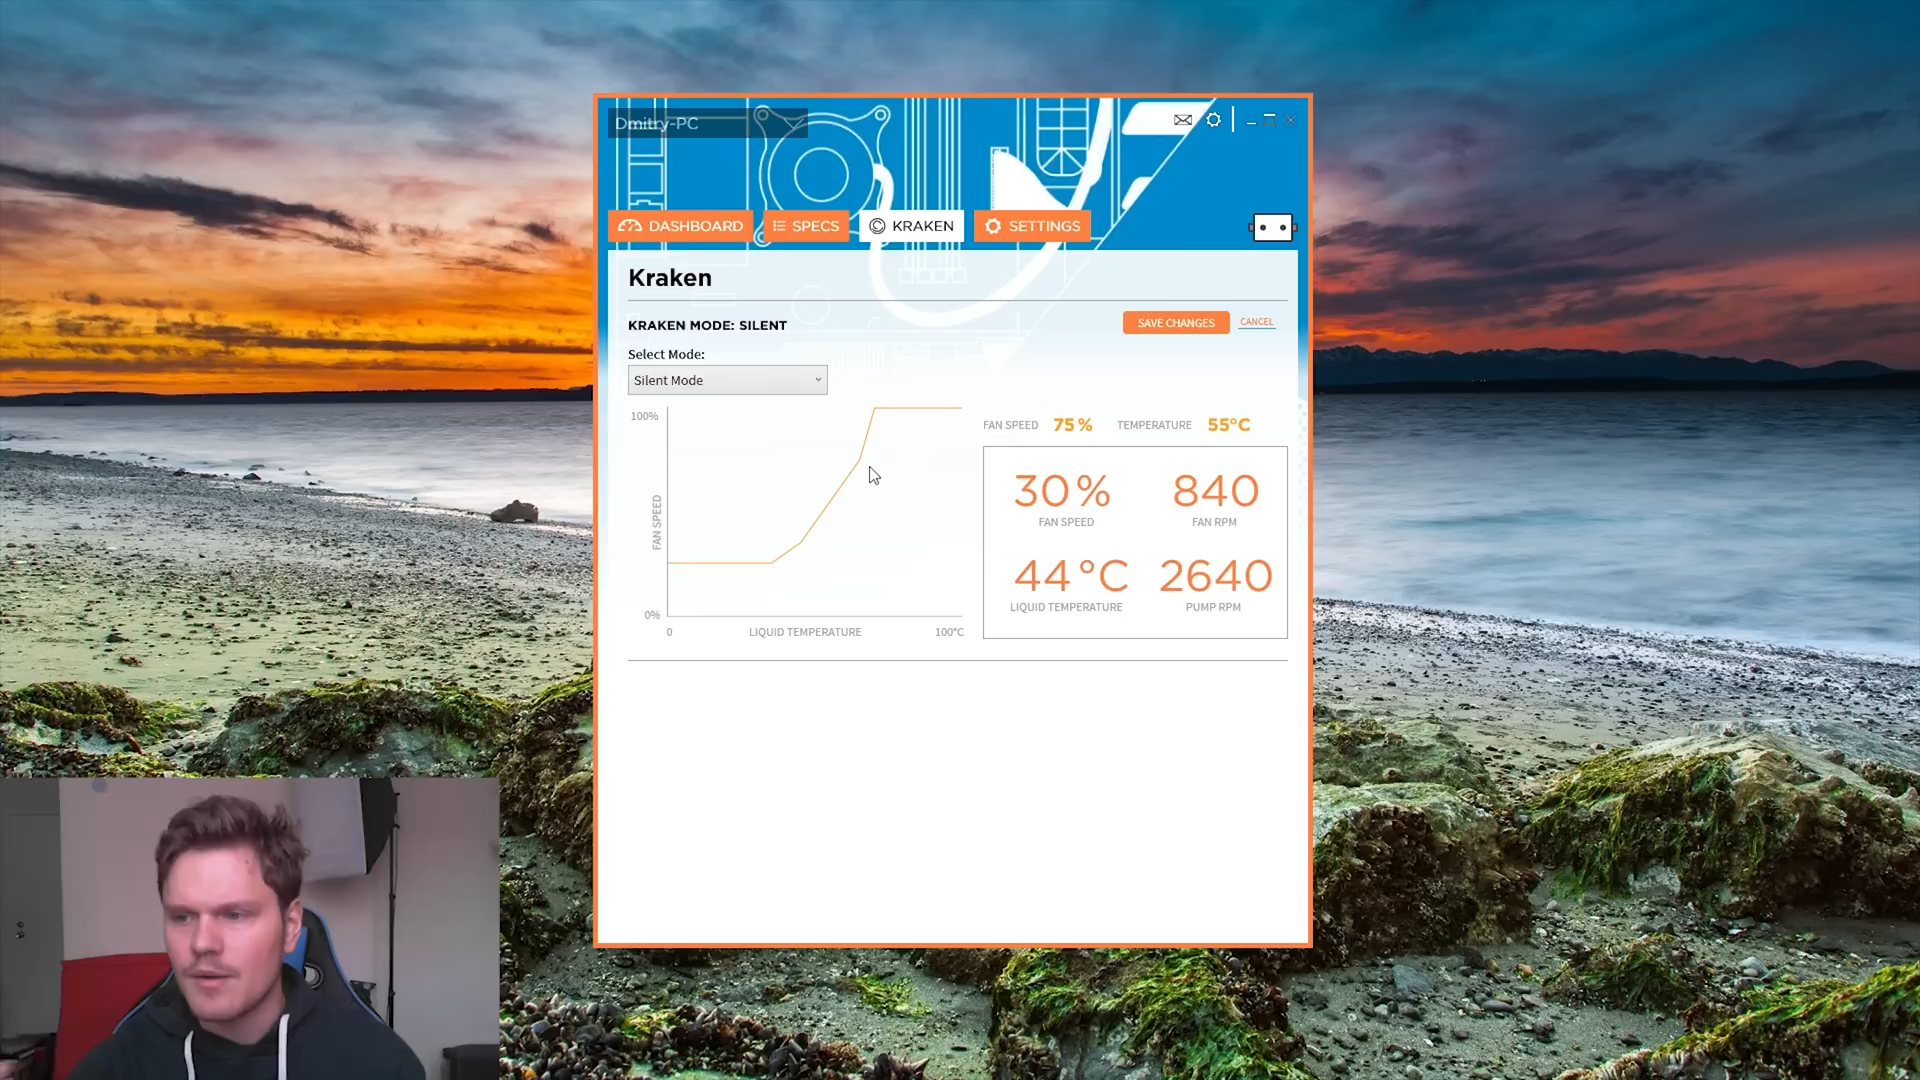 Dmitry-PC
DASHBOARD
SPECS
KRAKEN
SETTINGS
Kraken
KRAKEN MODE: SILENT
SAVE CHANGES
CANCEL
Select Mode:
Silent Mode
100%
FAN SPEED
0%
0
LIQUID TEMPERATURE
100°C
FAN SPEED 75% TEMPERATURE 55°C
30%
FAN SPEED
840
FAN RPM
44°C
LIQUID TEMPERATURE
2640
PUMP RPM